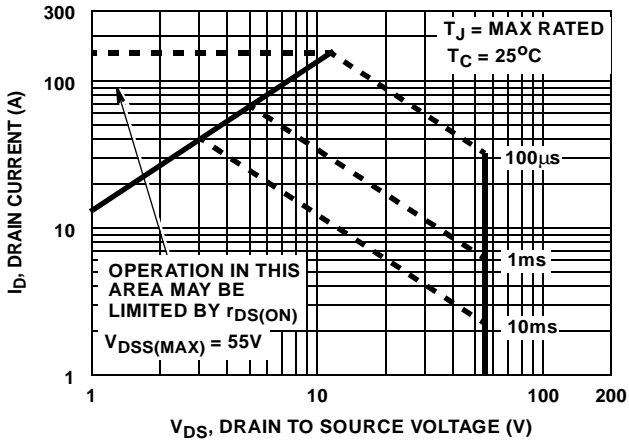 300
T_J = MAX RATED
T_C = 25°C
100
I_D, DRAIN CURRENT (A)
100µs
10
OPERATION IN THIS
AREA MAY BE
LIMITED BY r_DS(ON)
V_DSS(MAX) = 55V
1ms
10ms
1
1
10
100
200
V_DS, DRAIN TO SOURCE VOLTAGE (V)